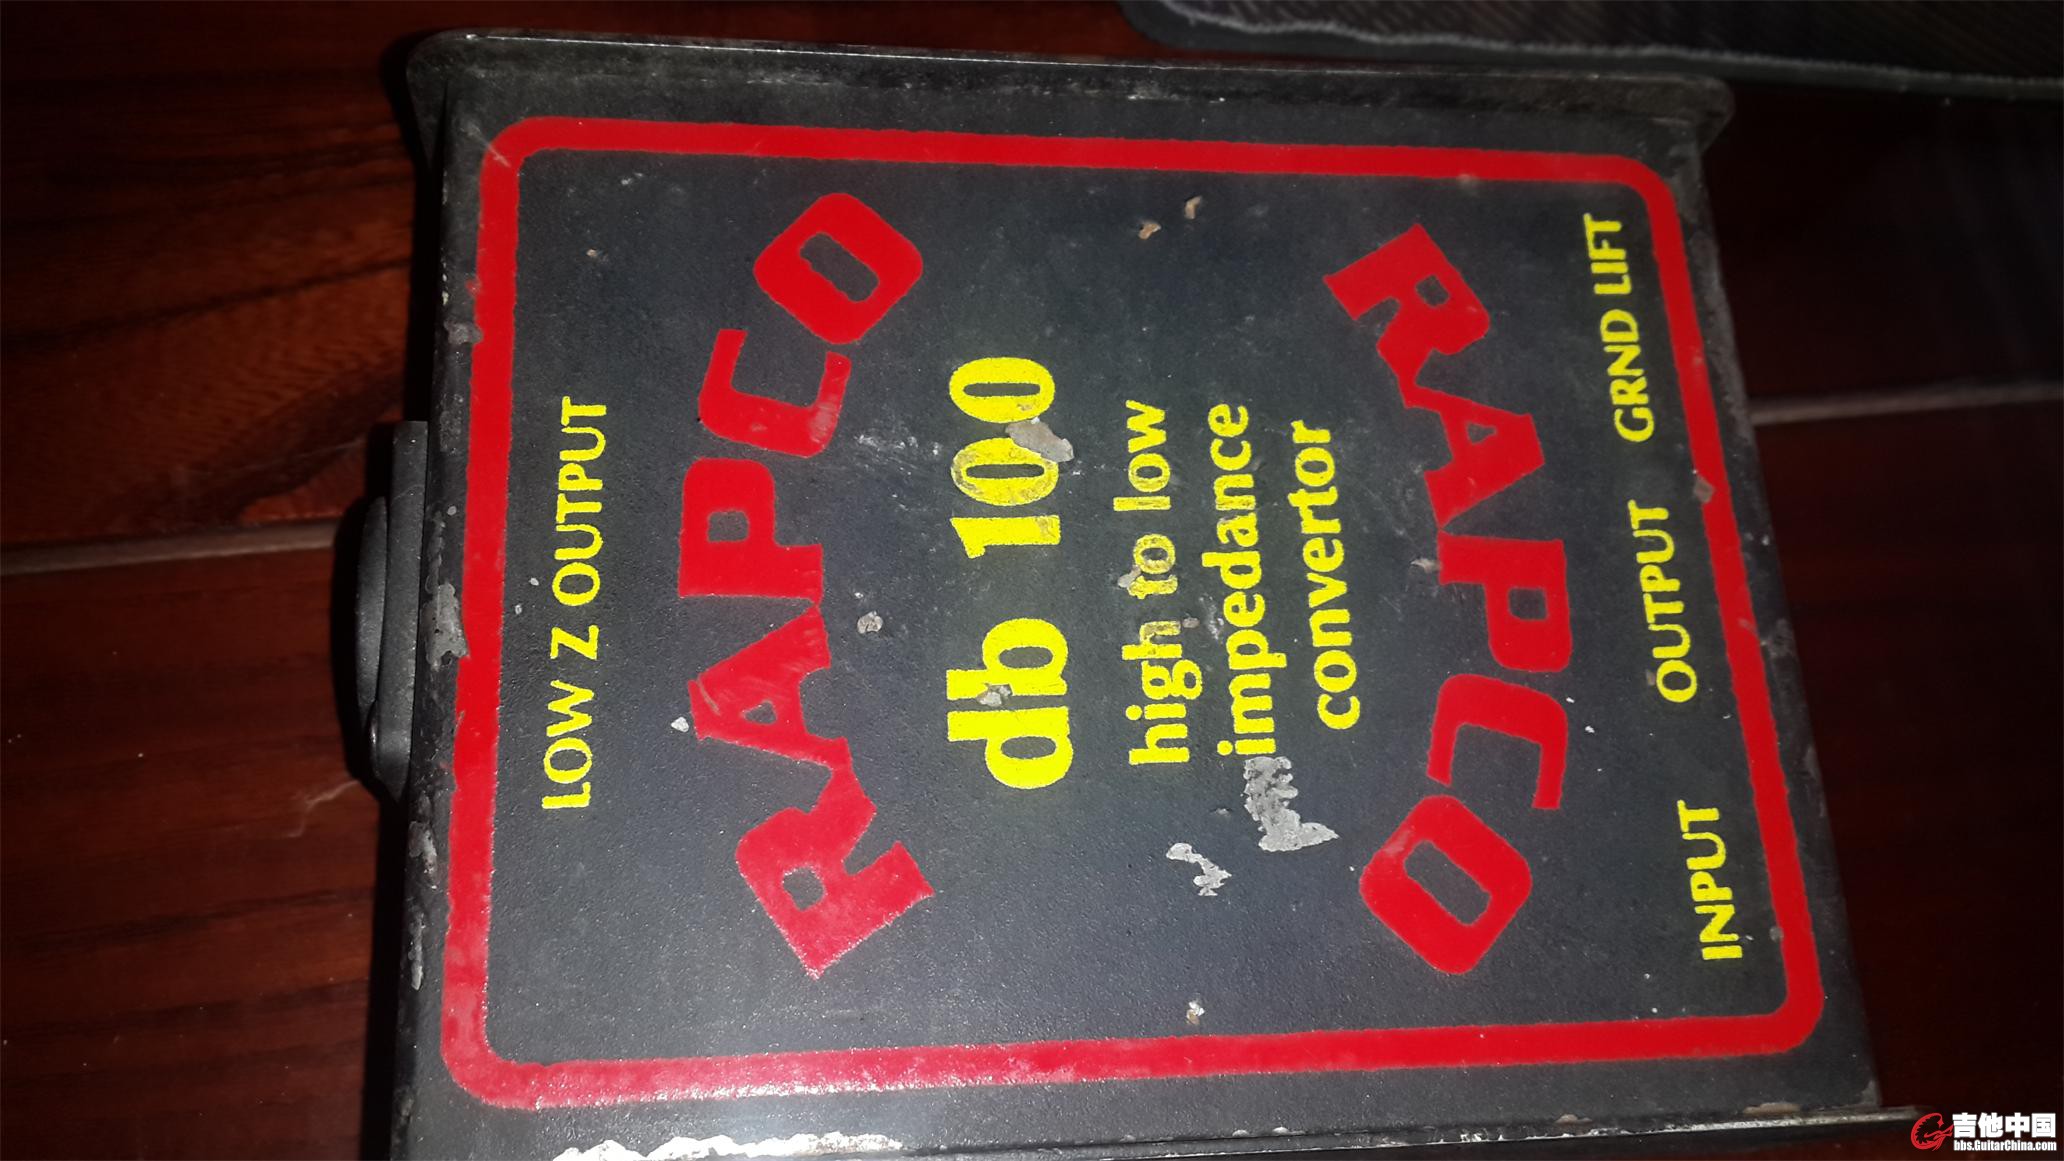 LOW Z OUTPUT
RAPCO
db 100
high to low
impedance
convertor
RAPCO
INPUT OUTPUT GRND LIFT
吉他中国
bbs.GuitarChina.com